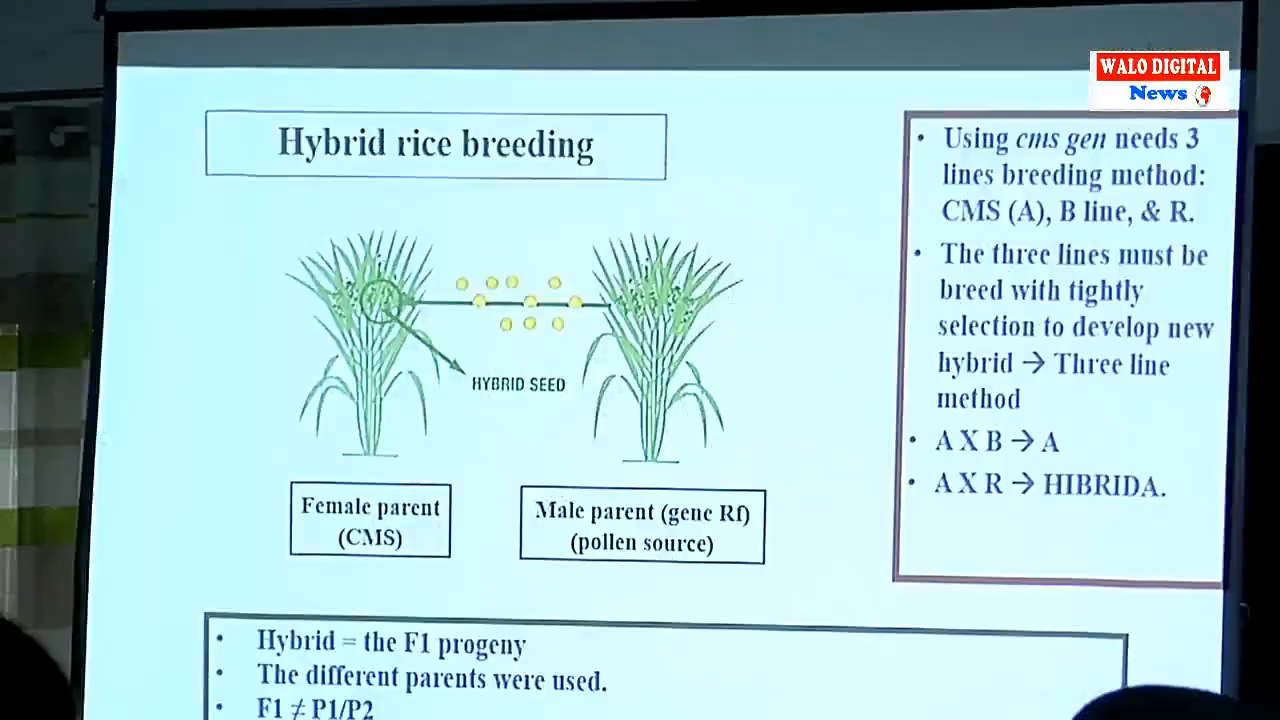 WALO DIGITAL
News
Hybrid rice breeding
HYBRID SEED
Female parent
(CMS)
Male parent (gene Rf)
(pollen source)
• Using cms gen needs 3
lines breeding method:
CMS (A), B line, & R.
• The three lines must be
breed with tightly
selection to develop new
hybrid → Three line
method
• A X B → A
• A X R → HIBRIDA.
• Hybrid = the F1 progeny
• The different parents were used.
• F1 ≠ P1/P2